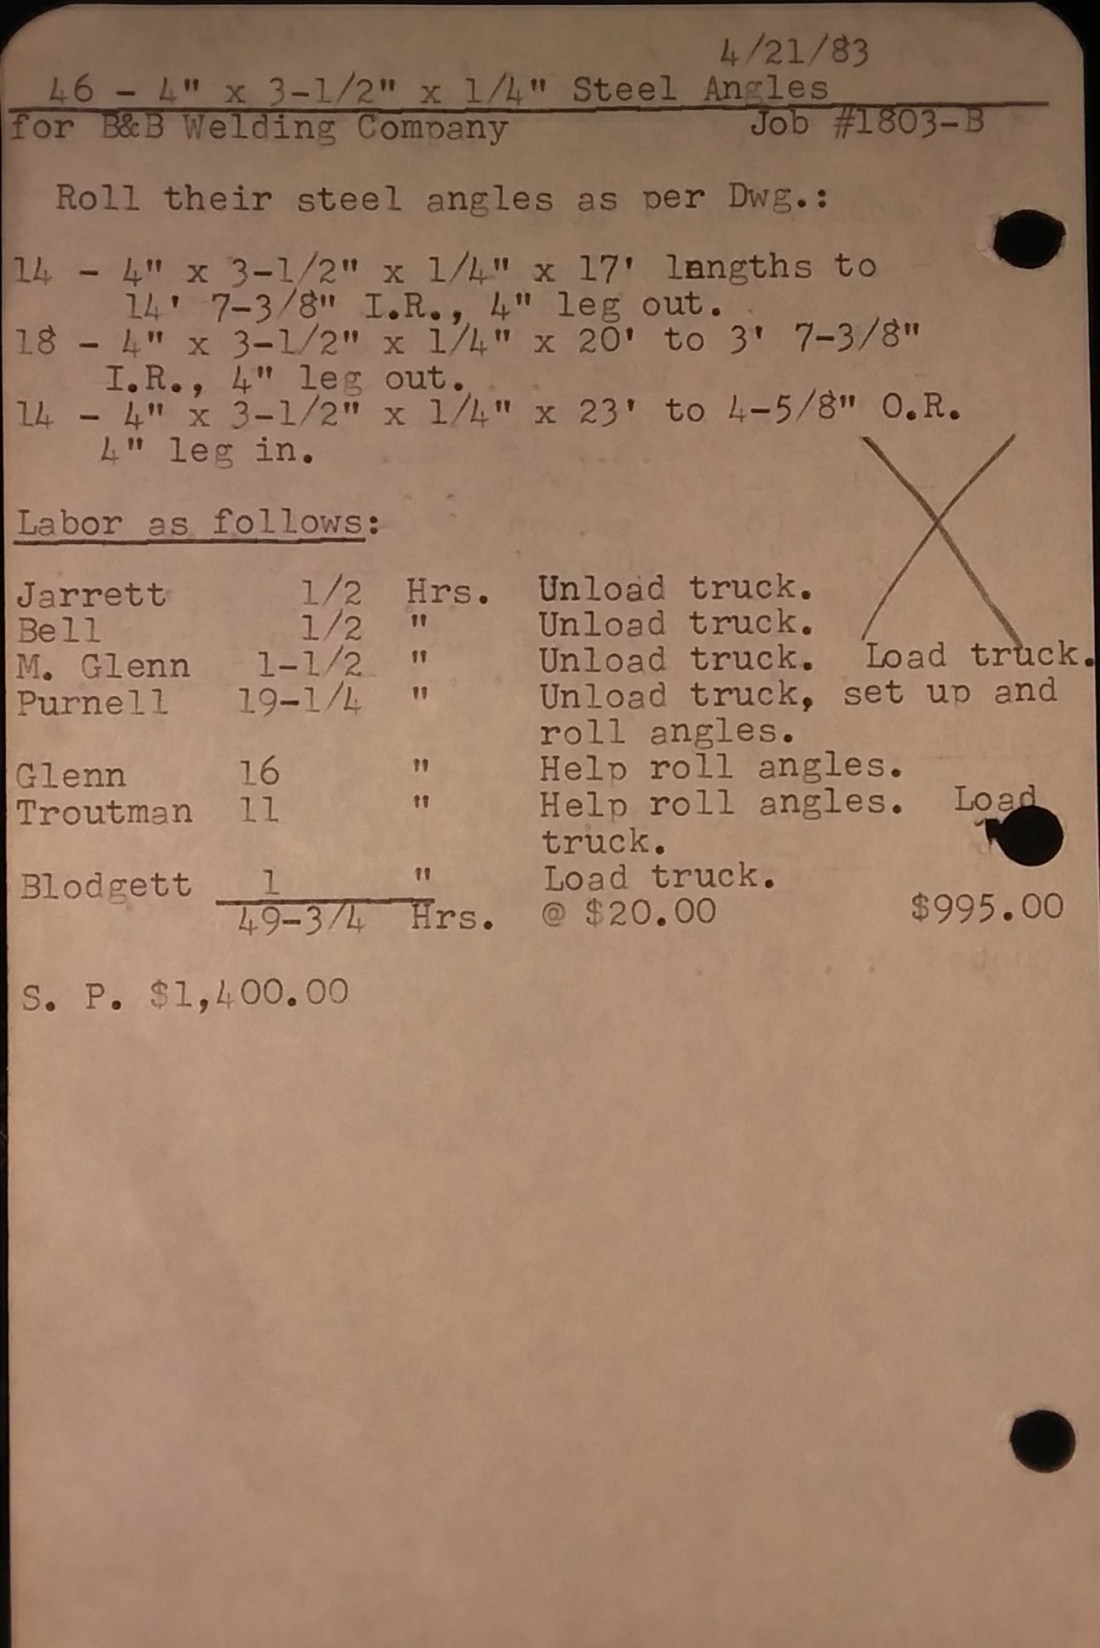 4/21/83
46 - 4" x 3-1/2" x 1/4" Steel Angles
for B&B Welding Company Job #1803-B
Roll their steel angles as per Dwg.:
14 - 4" x 3-1/2" x 1/4" x 17' langths to
14' 7-3/8" I.R., 4" leg out.
18 - 4" x 3-1/2" x 1/4" x 20' to 3' 7-3/8"
I.R., 4" leg out.
14 - 4" x 3-1/2" x 1/4" x 23' to 4-5/8" O.R.
4" leg in.
Labor as follows:
Jarrett 1/2 Hrs. Unload truck.
Bell 1/2 " Unload truck.
M. Glenn 1-1/2 " Unload truck. Load truck.
Purnell 19-1/4 " Unload truck, set up and
roll angles.
Glenn 16 " Help roll angles.
Troutman 11 " Help roll angles. Load
truck.
Blodgett 1 " Load truck.
49-3/4 Hrs. @ $20.00 $995.00
S. P. $1,400.00